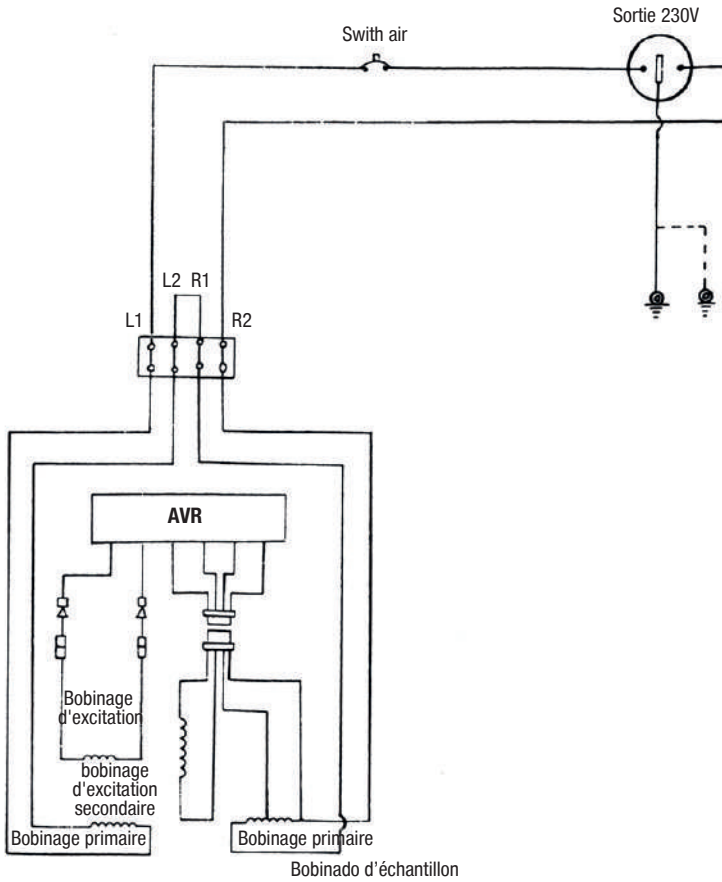 Sortie 230V
Swith air
L2 R1
L1
R2
AVR
Bobinage
d'excitation
bobinage
d'excitation
secondaire
Bobinage primaire
Bobinage primaire
Bobinado d’échantillon